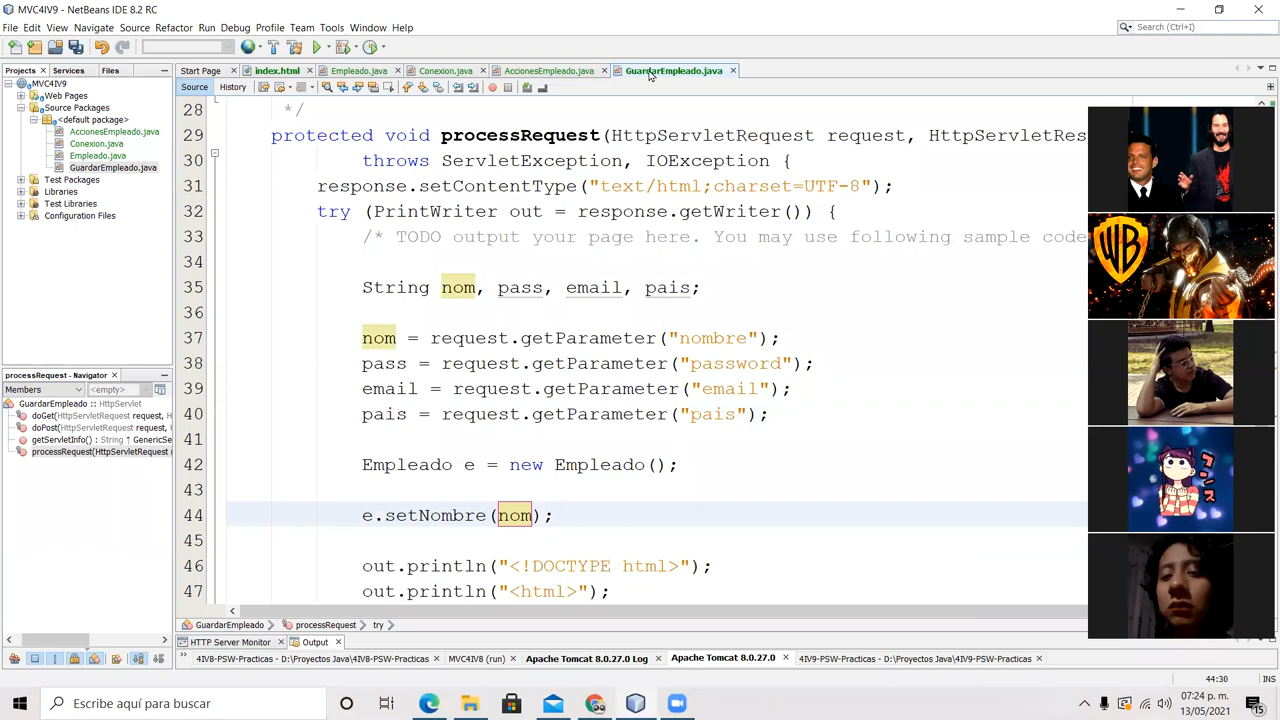 MVC4IV9 - NetBeans IDE 8.2 RC
File Edit View Navigate Source Refactor Run Debug Profile Team Tools Window Help
Search (Ctrl+I)
Projects Services Files
Start Page index.html Empleado.java Conexion.java AccionesEmpleado.java GuardarEmpleado.java
Source History
MVC4IV9
Web Pages
Source Packages
<default package>
AccionesEmpleado.java
Conexion.java
Empleado.java
GuardarEmpleado.java
Test Packages
Libraries
Test Libraries
Configuration Files
28 */
29 protected void processRequest(HttpServletRequest request, HttpServletRes
30 throws ServletException, IOException {
31 response.setContentType("text/html;charset=UTF-8");
32 try (PrintWriter out = response.getWriter()) {
33 /* TODO output your page here. You may use following sample code
34
35 String nom, pass, email, pais;
36
37 nom = request.getParameter("nombre");
38 pass = request.getParameter("password");
39 email = request.getParameter("email");
40 pais = request.getParameter("pais");
41
42 Empleado e = new Empleado();
43
44 e.setNombre(nom);
45
46 out.println("<!DOCTYPE html>");
47 out.println("<html>");
processRequest - Navigator
Members <empty>
GuardarEmpleado :: HttpServlet
doGet(HttpServletRequest request, H
doPost(HttpServletRequest request,
getServletInfo() : String ↑ GenericSe
processRequest(HttpServletRequest r
WB
コンス
GuardarEmpleado processRequest try
HTTP Server Monitor Output
4IV8-PSW-Practicas - D:\Proyectos Java\4IV8-PSW-Practicas MVC4IV8 (run) Apache Tomcat 8.0.27.0 Log Apache Tomcat 8.0.27.0 4IV9-PSW-Practicas - D:\Proyectos Java\4IV9-PSW-Practicas
44:30 INS
Escribe aquí para buscar
07:24 p. m.
13/05/2021
15